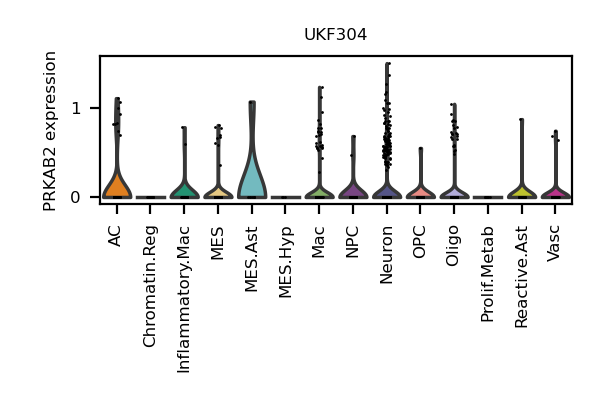 UKF304
PRKAB2 expression
1
0
AC
Chromatin.Reg
Inflammatory.Mac
MES
MES.Ast
MES.Hyp
Mac
NPC
Neuron
OPC
Oligo
Prolif.Metab
Reactive.Ast
Vasc